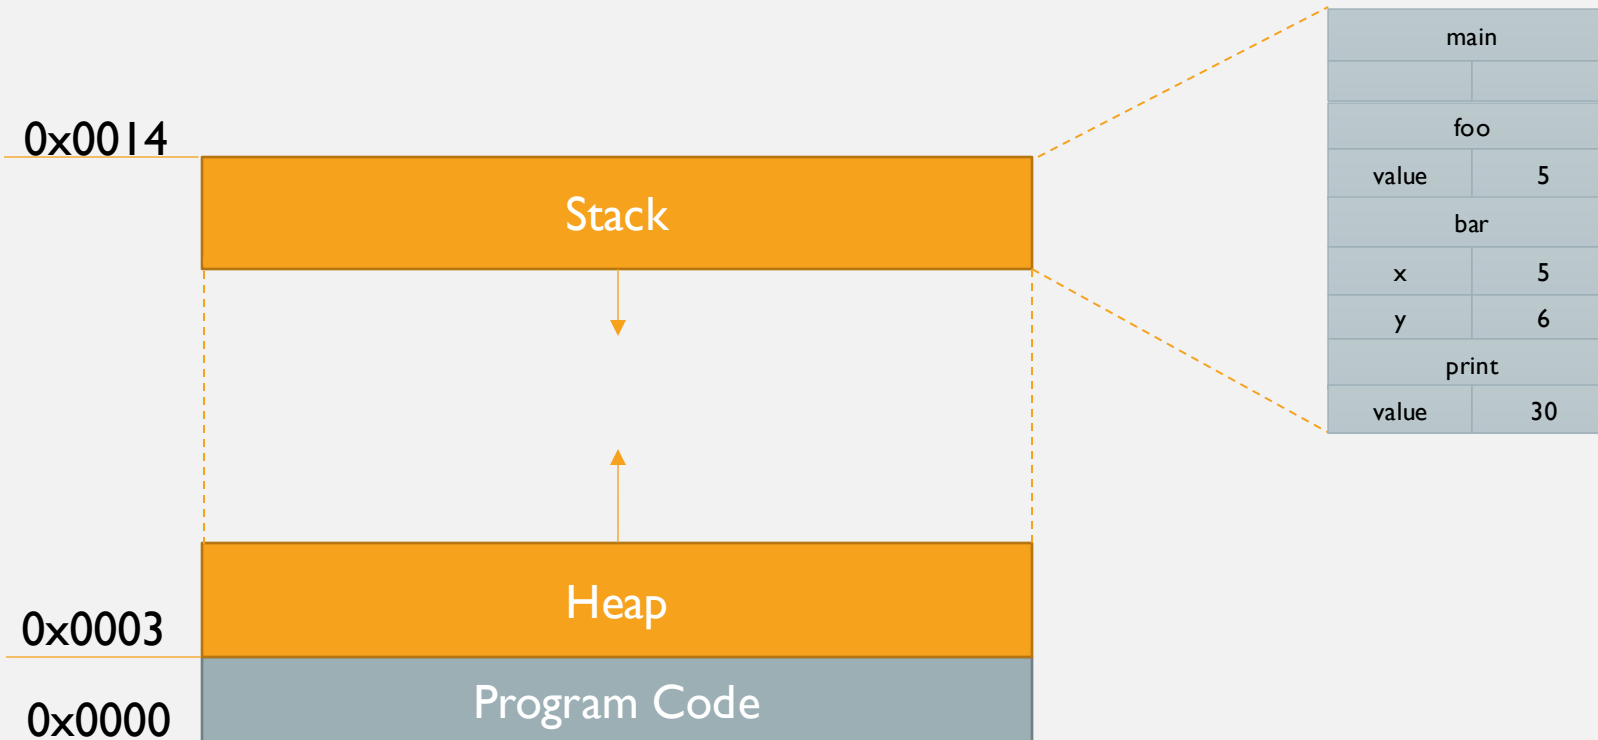 0x0014
Stack
Heap
0x0003
Program Code
0x0000
main
foo
value 5
bar
x 5
y 6
print
value 30